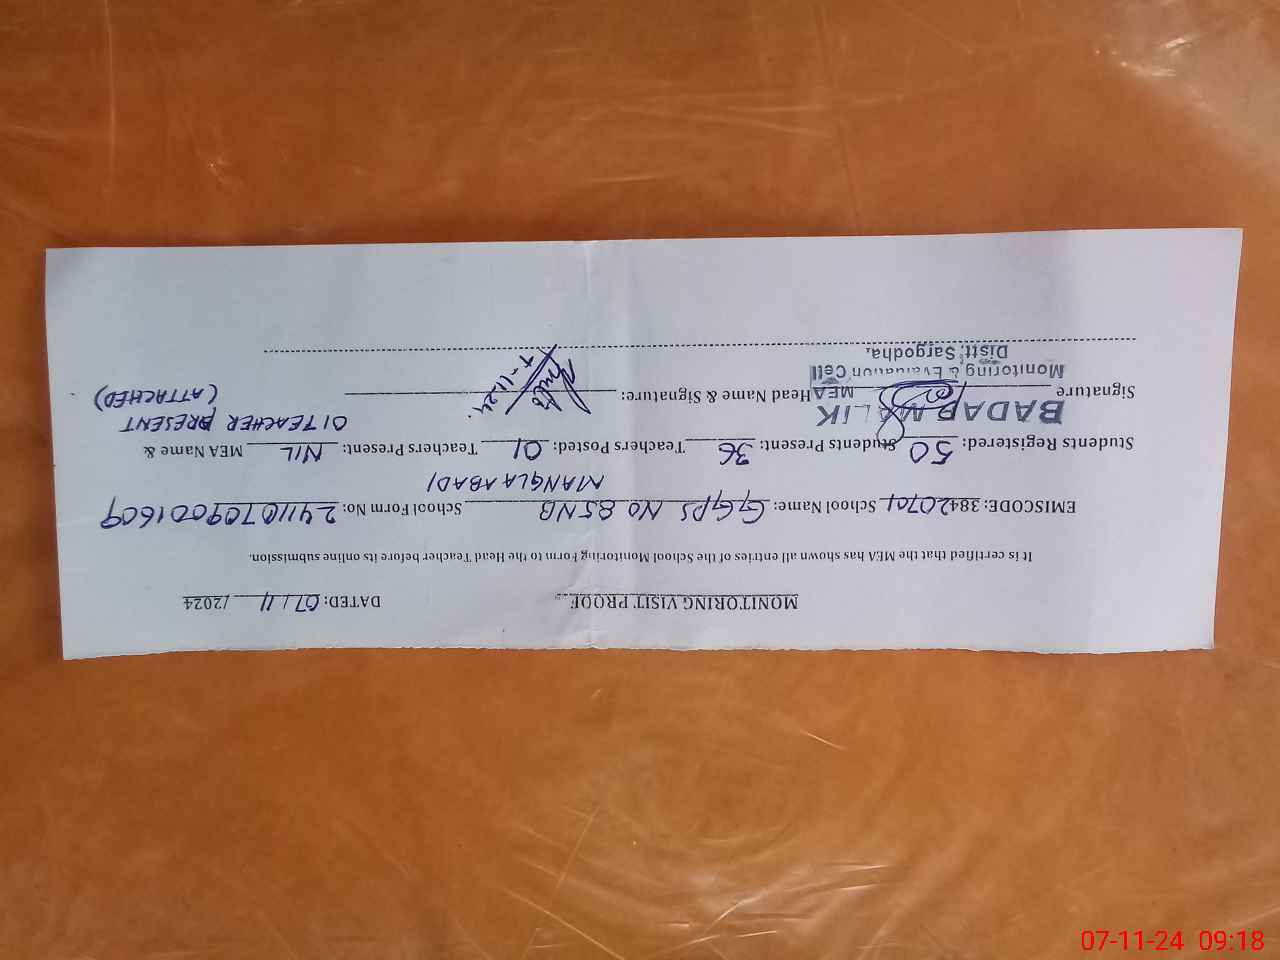 MONITORING VISIT PROOF DATED: 07/11/2024
It is certified that the MEA has shown all entries of the School Monitoring Form to the Head Teacher before its online submission.
EMISCODE: 38420701 School Name: GGPS NO 85NB School Form No: 241107090001609
MANGLAABAD)
Students Registered: 50 Students Present: 36 Teachers Posted: 01 Teachers Present: NIL MEA Name &
01 TEACHER PRESENT
(ATTACHED)
BADAR MALIK
Signature MEAHead Name & Signature:
7-11-24
Monitoring & Evaluation Cell
Distt. Sargodha.
07-11-24 09:18